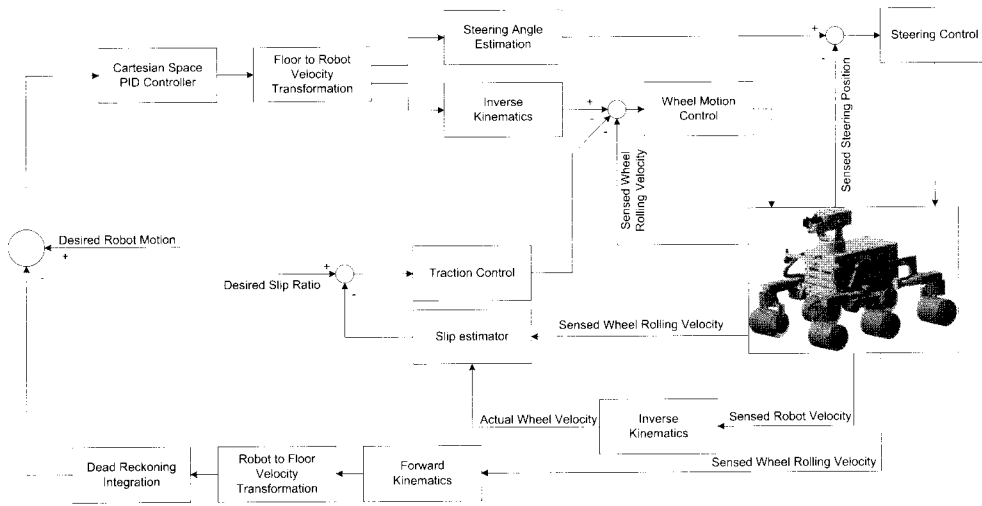 Steering Angle
Estimation
+
-
Steering Control
Cartesian Space
PID Controller
Floor to Robot
Velocity
Transformation
Inverse
Kinematics
+
-
-
Wheel Motion
Control
Sensed Steering Position
Sensed Wheel
Rolling Velocity
Desired Robot Motion
+
-
Desired Slip Ratio
+
-
Traction Control
Slip estimator
Sensed Wheel Rolling Velocity
Actual Wheel Velocity
Inverse
Kinematics
Sensed Robot Velocity
Sensed Wheel Rolling Velocity
Dead Reckoning
Integration
Robot to Floor
Velocity
Transformation
Forward
Kinematics